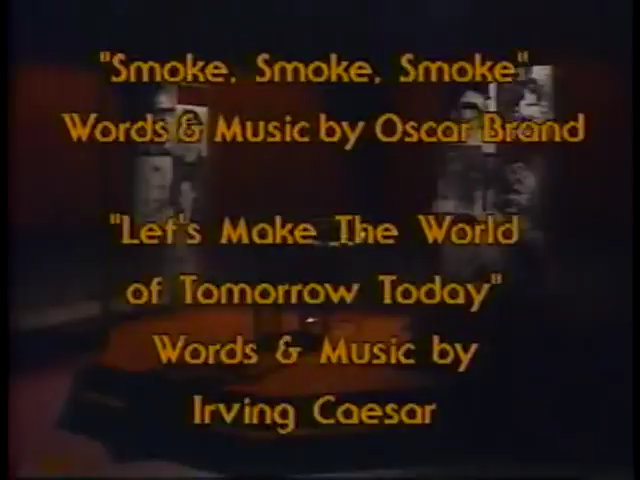 "Smoke, Smoke, Smoke"
Words & Music by Oscar Brand
"Let's Make The World
of Tomorrow Today"
Words & Music by
Irving Caesar